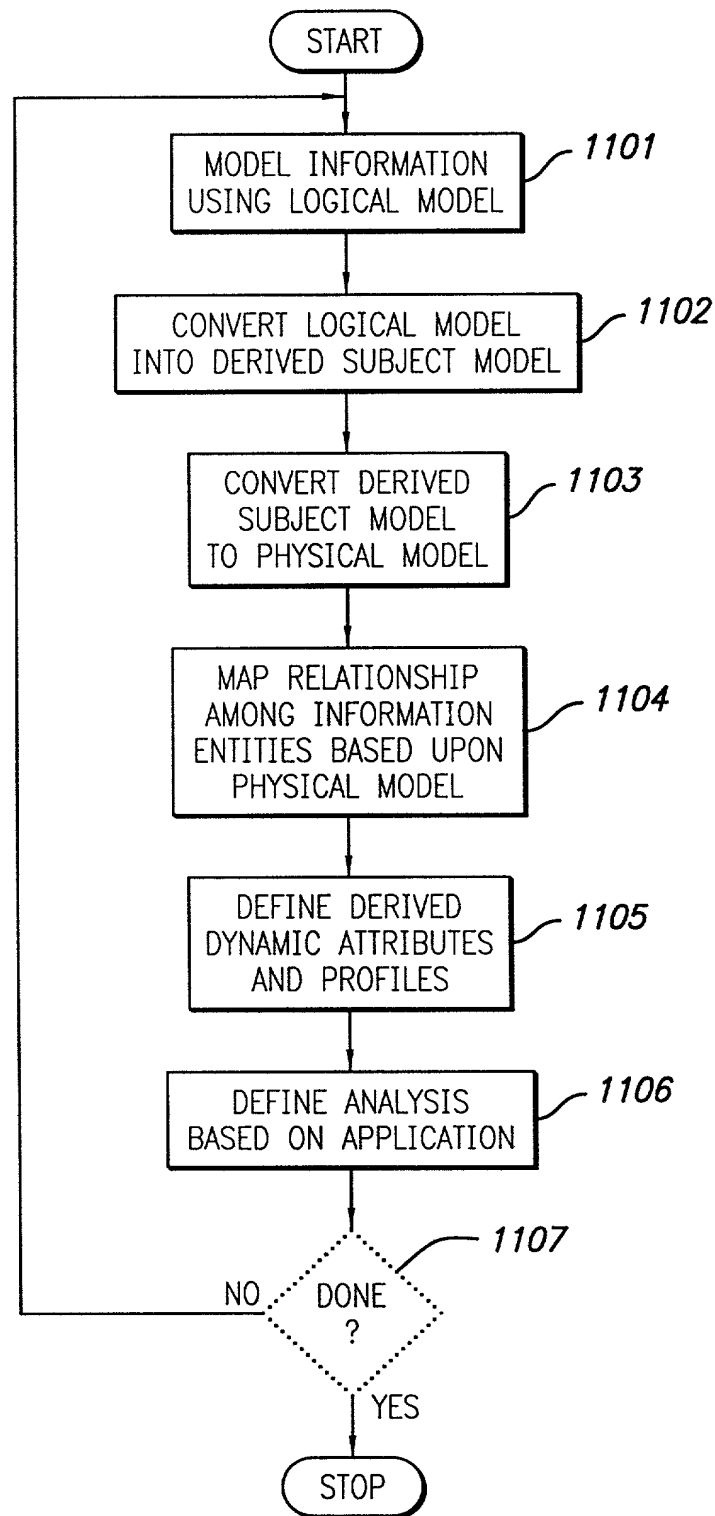 START
MODEL INFORMATION
USING LOGICAL MODEL
1101
CONVERT LOGICAL MODEL
INTO DERIVED SUBJECT MODEL
1102
CONVERT DERIVED
SUBJECT MODEL
TO PHYSICAL MODEL
1103
MAP RELATIONSHIP
AMONG INFORMATION
ENTITIES BASED UPON
PHYSICAL MODEL
1104
DEFINE DERIVED
DYNAMIC ATTRIBUTES
AND PROFILES
1105
DEFINE ANALYSIS
BASED ON APPLICATION
1106
DONE
?
1107
NO
YES
STOP